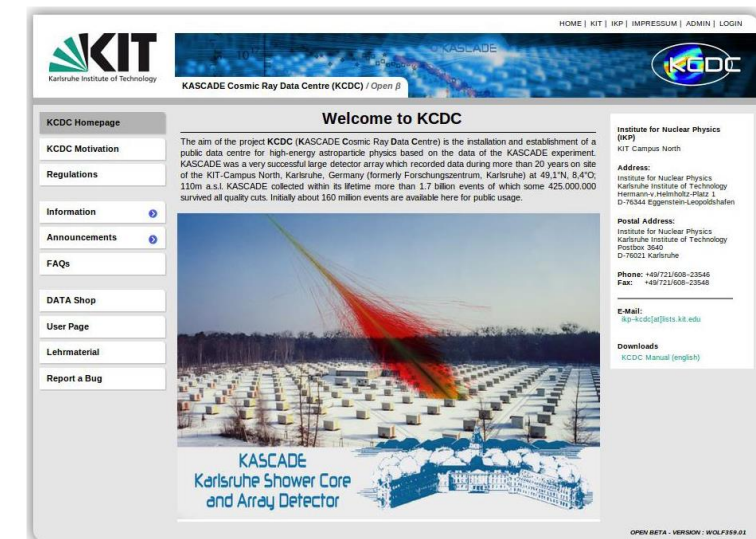 HOME | KIT | IKP | IMPRESSUM | ADMIN | LOGIN
KIT
Karlsruhe Institute of Technology
KASCADE
KCDC
KASCADE Cosmic Ray Data Centre (KCDC) / Open β
KCDC Homepage
KCDC Motivation
Regulations
Information
Announcements
FAQs
DATA Shop
User Page
Lehrmaterial
Report a Bug
Welcome to KCDC
The aim of the project KCDC (KASCADE Cosmic Ray Data Centre) is the installation and establishment of a
public data centre for high-energy astroparticle physics based on the data of the KASCADE experiment.
KASCADE was a very successful large detector array which recorded data during more than 20 years on site
of the KIT-Campus North, Karlsruhe, Germany (formerly Forschungszentrum, Karlsruhe) at 49,1°N, 8,4°O;
110m a.s.l. KASCADE collected within its lifetime more than 1.7 billion events of which some 425.000.000
survived all quality cuts. Initially about 160 million events are available here for public usage.
KASCADE
Karlsruhe Shower Core
and Array Detector
Institute for Nuclear Physics
(IKP)
KIT Campus North
Address:
Institute for Nuclear Physics
Karlsruhe Institute of Technology
Hermann-v.Helmholtz-Platz 1
D-76344 Eggenstein-Leopoldshafen
Postal Address:
Institute for Nuclear Physics
Karlsruhe Institute of Technology
Postbox 3640
D-76021 Karlsruhe
Phone: +49/721/608-23546
Fax: +49/721/608-23548
E-Mail:
ikp-kcdc[at]lists.kit.edu
Downloads
KCDC Manual (english)
OPEN BETA - VERSION : WOLF359.01